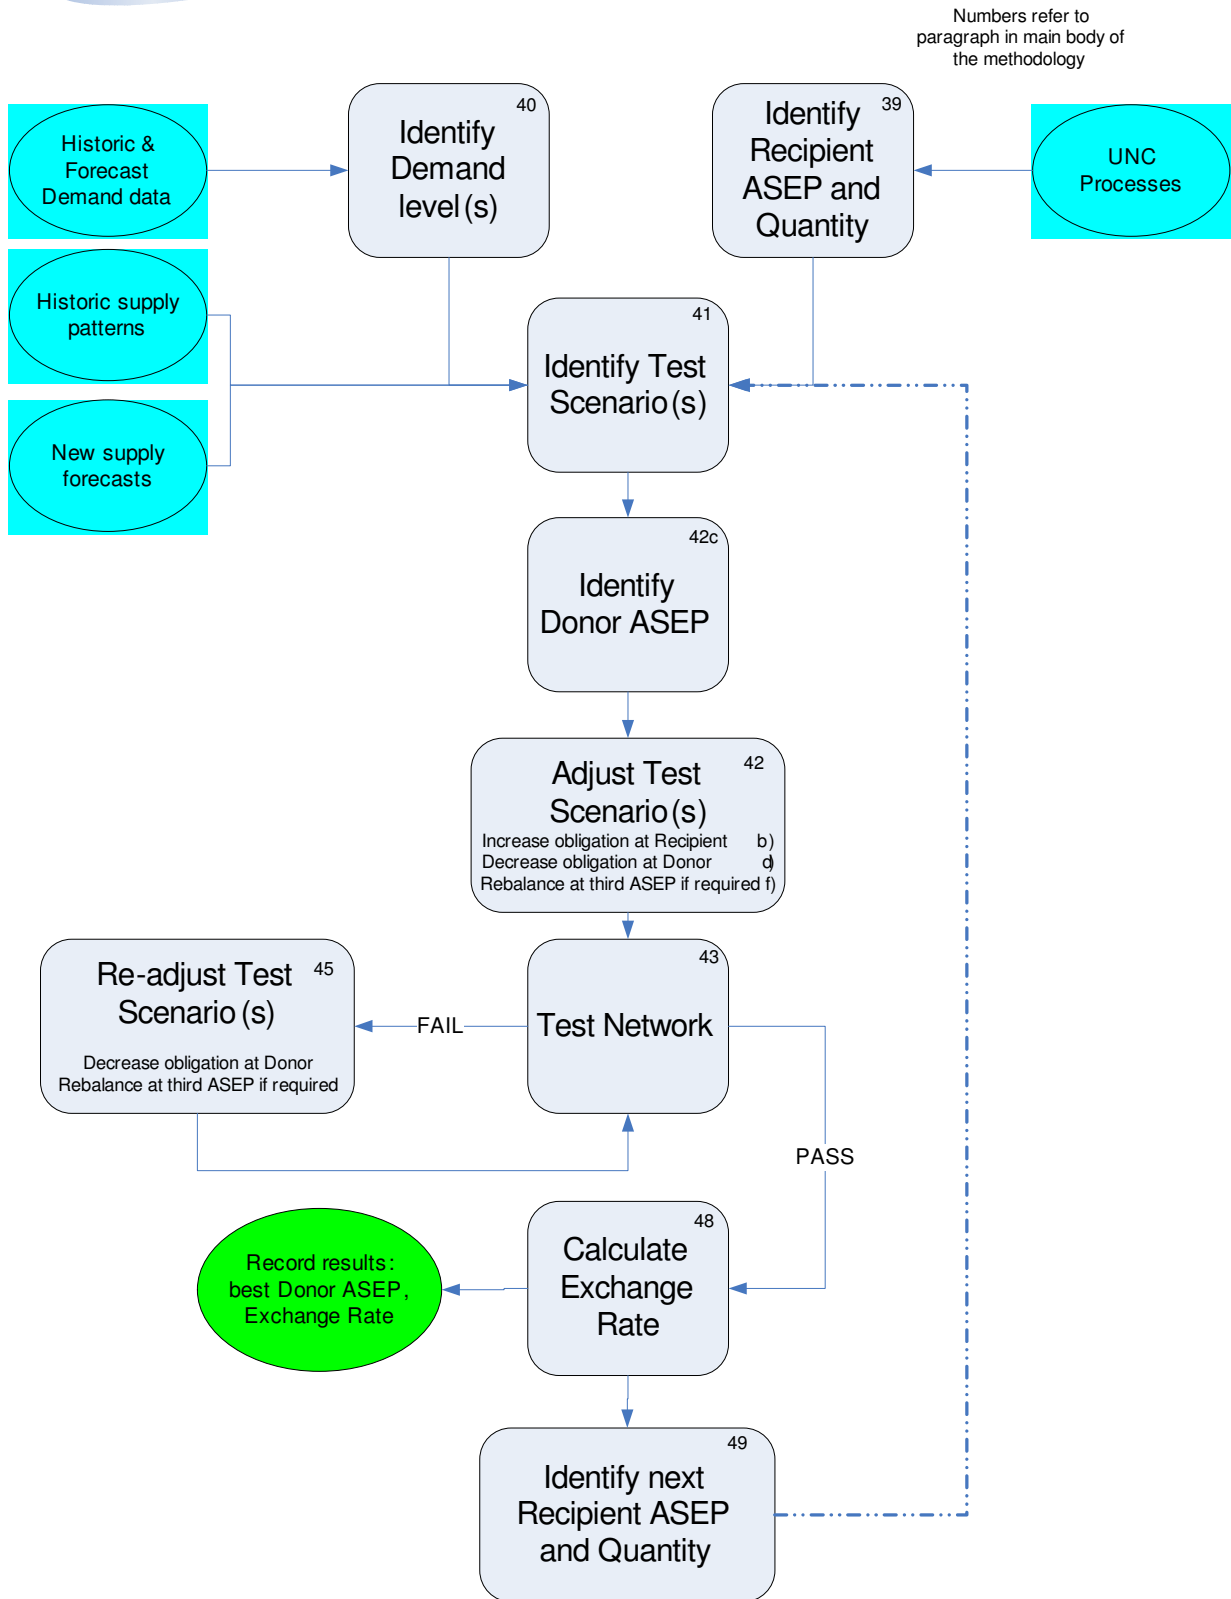 Numbers refer to
paragraph in main body of
the methodology
40
Identify
Demand
level(s)
39
Identify
Recipient
ASEP and
Quantity
Historic &
Forecast
Demand data
UNC
Processes
Historic supply
patterns
New supply
forecasts
41
Identify Test
Scenario(s)
42c
Identify
Donor ASEP
42
Adjust Test
Scenario(s)
Increase obligation at Recipient b)
Decrease obligation at Donor d)
Rebalance at third ASEP if required f)
45
Re-adjust Test
Scenario(s)
Decrease obligation at Donor
Rebalance at third ASEP if required
FAIL
43
Test Network
PASS
48
Calculate
Exchange
Rate
Record results:
best Donor ASEP,
Exchange Rate
49
Identify next
Recipient ASEP
and Quantity